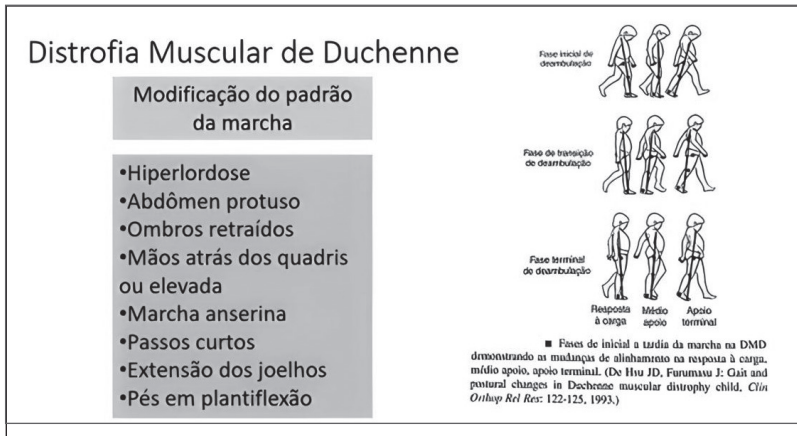 Distrofia Muscular de Duchenne
Modificação do padrão
da marcha
•Hiperlordose
•Abdômen protuso
•Ombros retraídos
•Mãos atrás dos quadris
ou elevada
•Marcha anserina
•Passos curtos
•Extensão dos joelhos
•Pés em plantiflexão
Fase inicial de
deambulação
Fase de transição
de deambulação
Fase terminal
de deambulação
Resposta Médio Apoio
à carga apoio terminal
■ Fases de inicial a tardia da marcha na DMD
demonstrando as mudanças de alinhamento na resposta à carga,
médio apoio, apoio terminal. (De Hsu JD, Furumasu J: Gait and
postural changes in Duchenne muscular distrophy child, Clin
Orthop Rel Res: 122-125, 1993.)